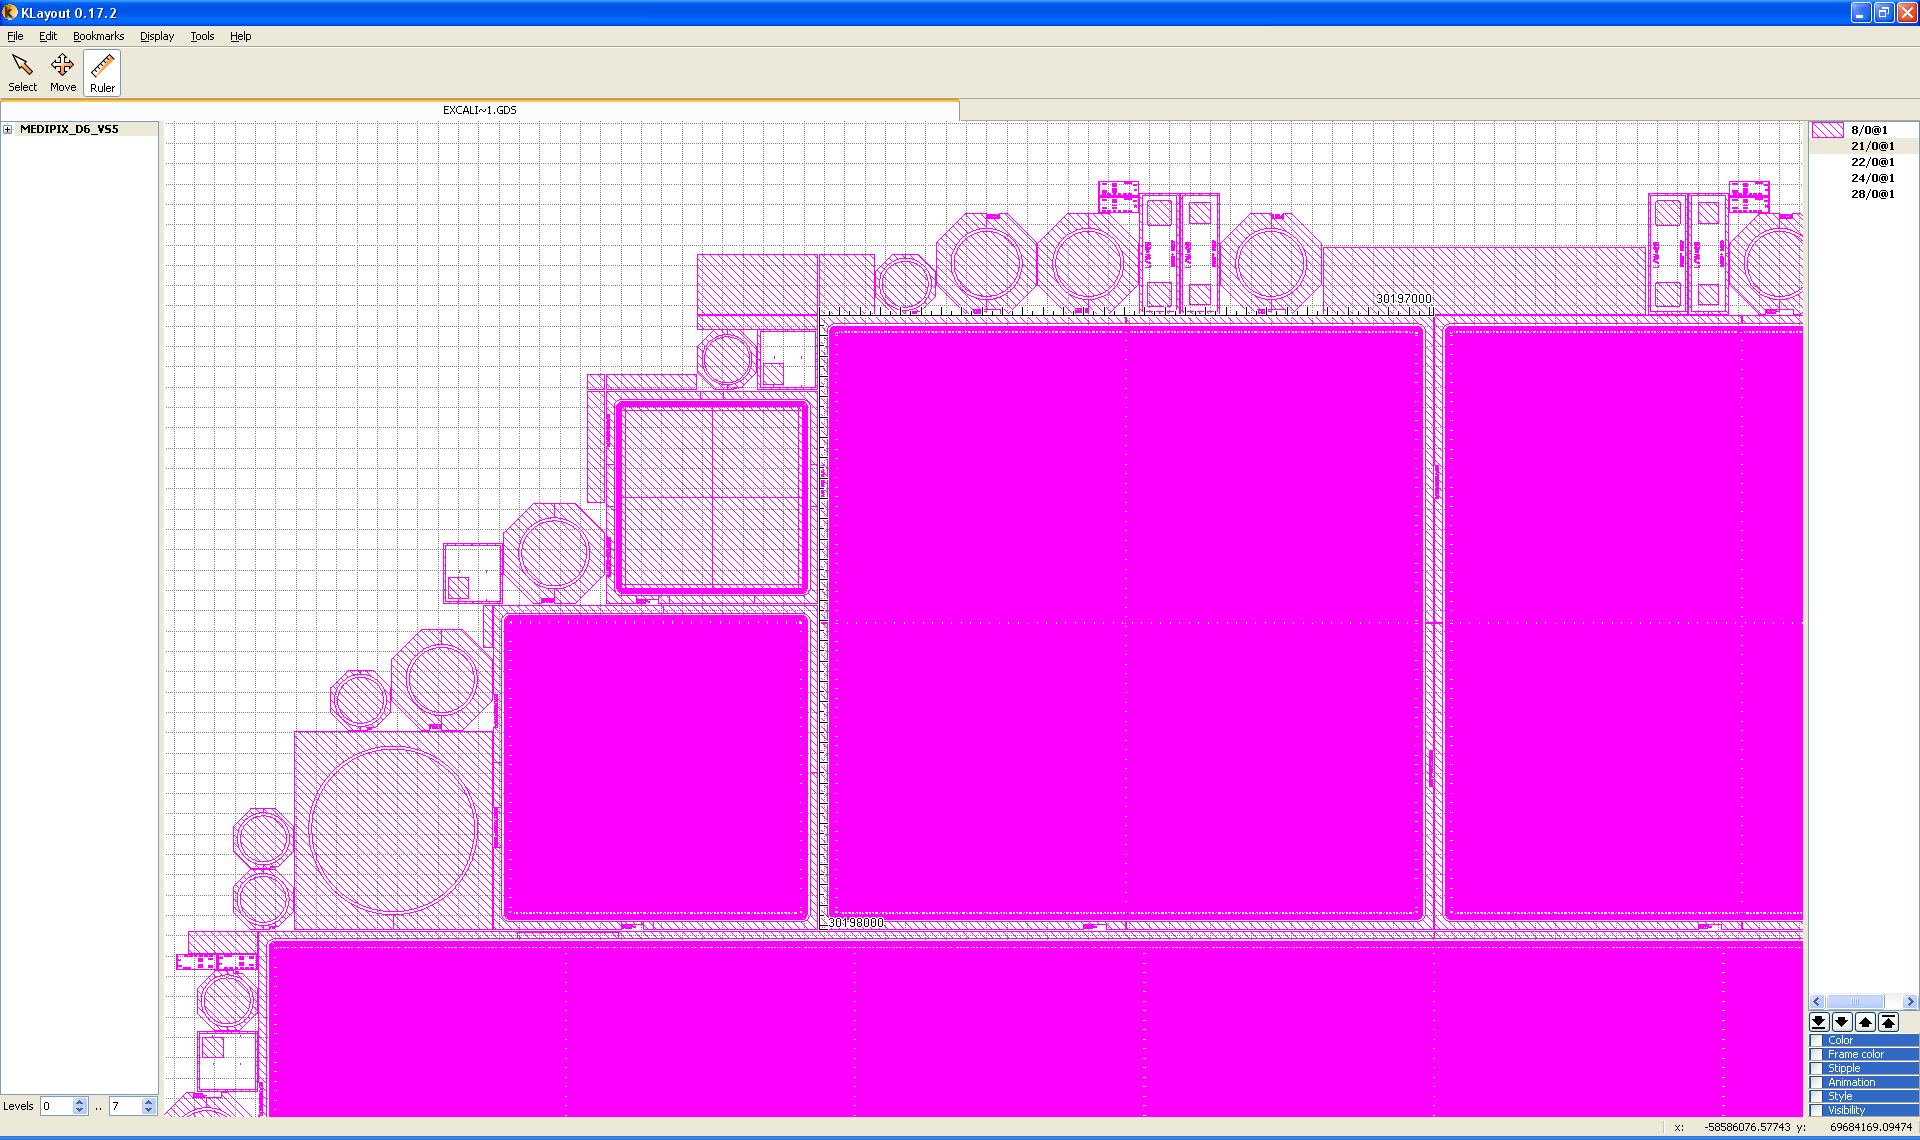 KLayout 0.17.2
File Edit Bookmarks Display Tools Help
Select Move Ruler
EXCALI~1.GDS
MEDIPIX_D6_VS5
8/0@1
21/0@1
22/0@1
24/0@1
28/0@1
30197000
30198000
Color
Frame color
Stipple
Animation
Style
Visibility
Levels 0 .. 7
x: -58586076.57743 y: 69684169.09474